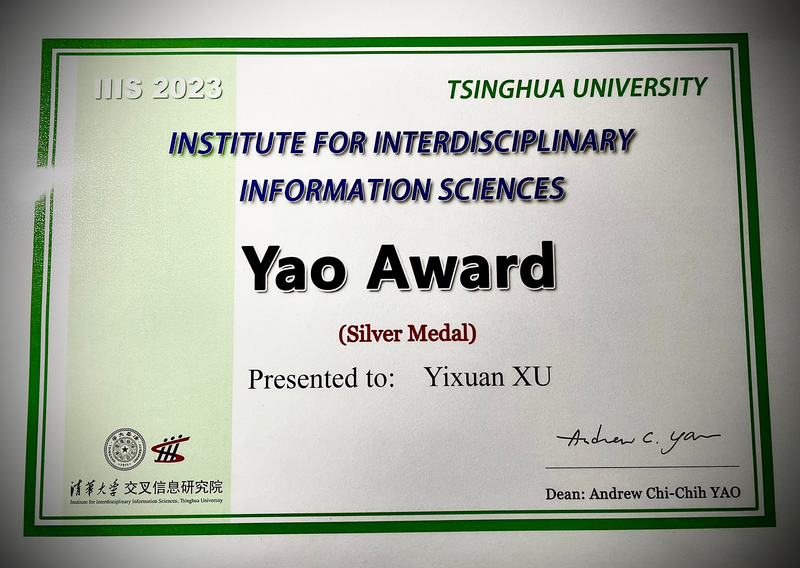 IIIS 2023
TSINGHUA UNIVERSITY
INSTITUTE FOR INTERDISCIPLINARY
INFORMATION SCIENCES
Yao Award
(Silver Medal)
Presented to: Yixuan XU
Andrew C. Yao
清华大学 交叉信息研究院
Institute for Interdisciplinary Information Sciences, Tsinghua University
Dean: Andrew Chi-Chih YAO